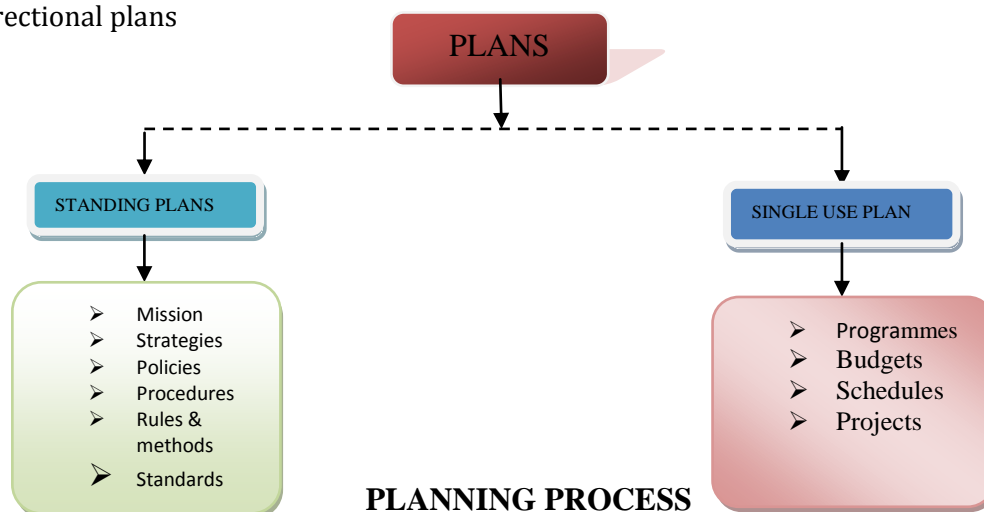 rectional plans
PLANS
STANDING PLANS
SINGLE USE PLAN
➢ Mission
➢ Strategies
➢ Policies
➢ Procedures
➢ Rules &
methods
➢ Standards
➢ Programmes
➢ Budgets
➢ Schedules
➢ Projects
PLANNING PROCESS